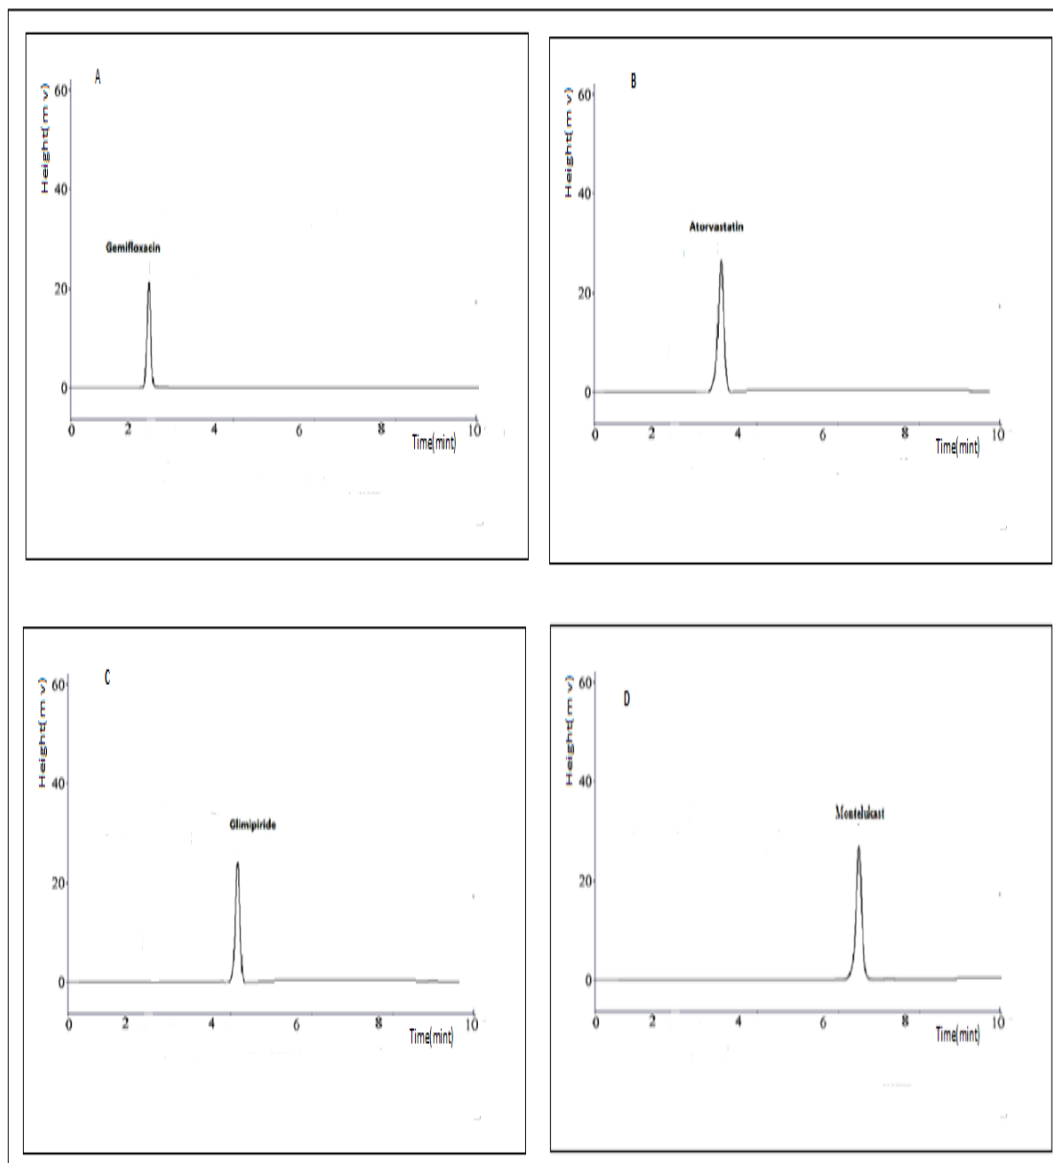 A
Height(m v)
60
40
Gemifloxacin
20
0
0 2 4 6 8 10
Time(mint)
B
Height(m v)
60
40
Atorvastatin
20
0
0 2 4 6 8 10
Time(mint)
C
Height(m v)
60
40
Glimipiride
20
0
0 2 4 6 8 10
Time(mint)
D
Height(m v)
60
40
Montelukast
20
0
0 2 4 6 8 10
Time(mint)